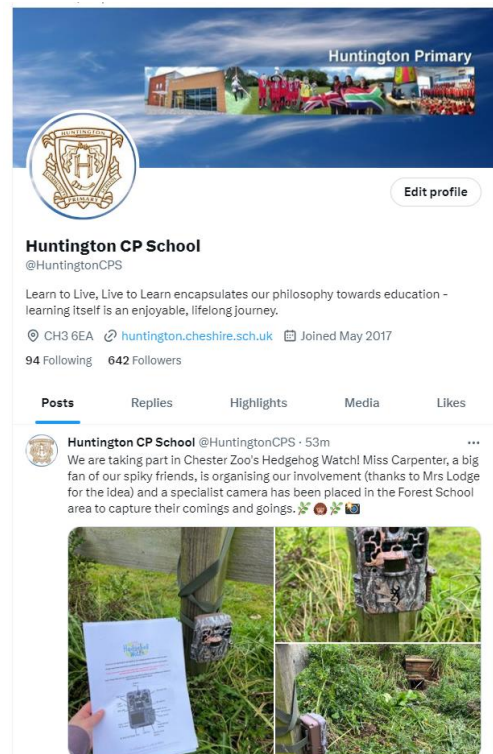 Huntington Primary
HUNTINGTON
H
PRIMARY
Edit profile
Huntington CP School
@HuntingtonCPS
Learn to Live, Live to Learn encapsulates our philosophy towards education -
learning itself is an enjoyable, lifelong journey.
CH3 6EA huntington.cheshire.sch.uk Joined May 2017
94 Following 642 Followers
Posts Replies Highlights Media Likes
Huntington CP School @HuntingtonCPS · 53m
We are taking part in Chester Zoo's Hedgehog Watch! Miss Carpenter, a big
fan of our spiky friends, is organising our involvement (thanks to Mrs Lodge
for the idea) and a specialist camera has been placed in the Forest School
area to capture their comings and goings.